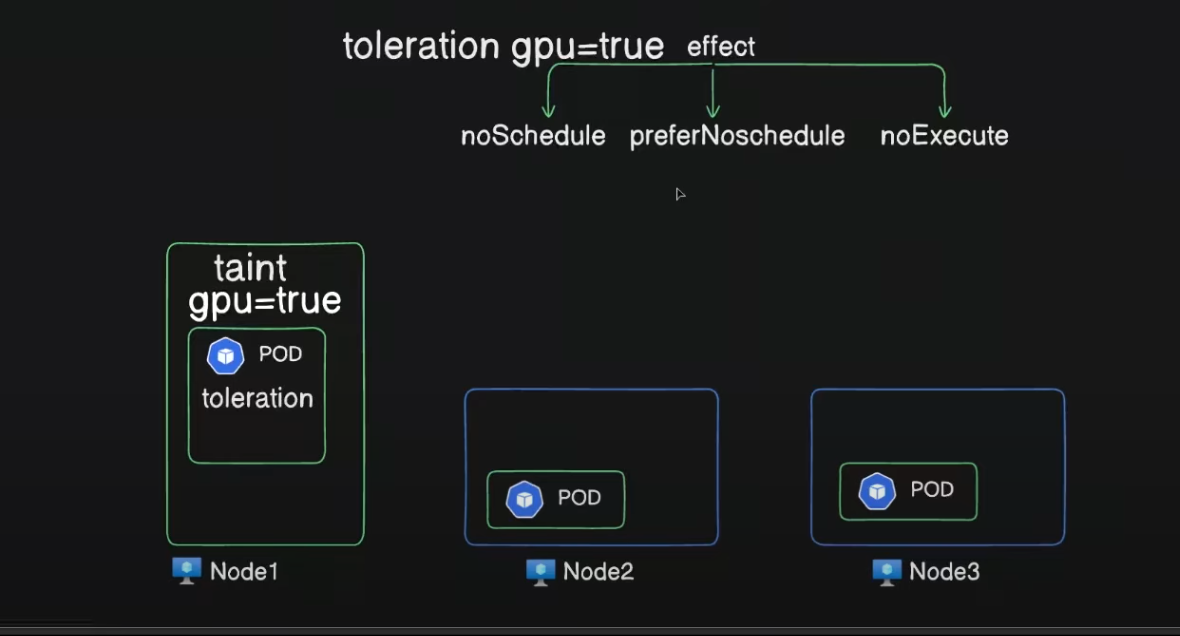 toleration gpu=true effect
noSchedule preferNoschedule noExecute
taint
gpu=true
POD
toleration
POD
POD
Node1
Node2
Node3